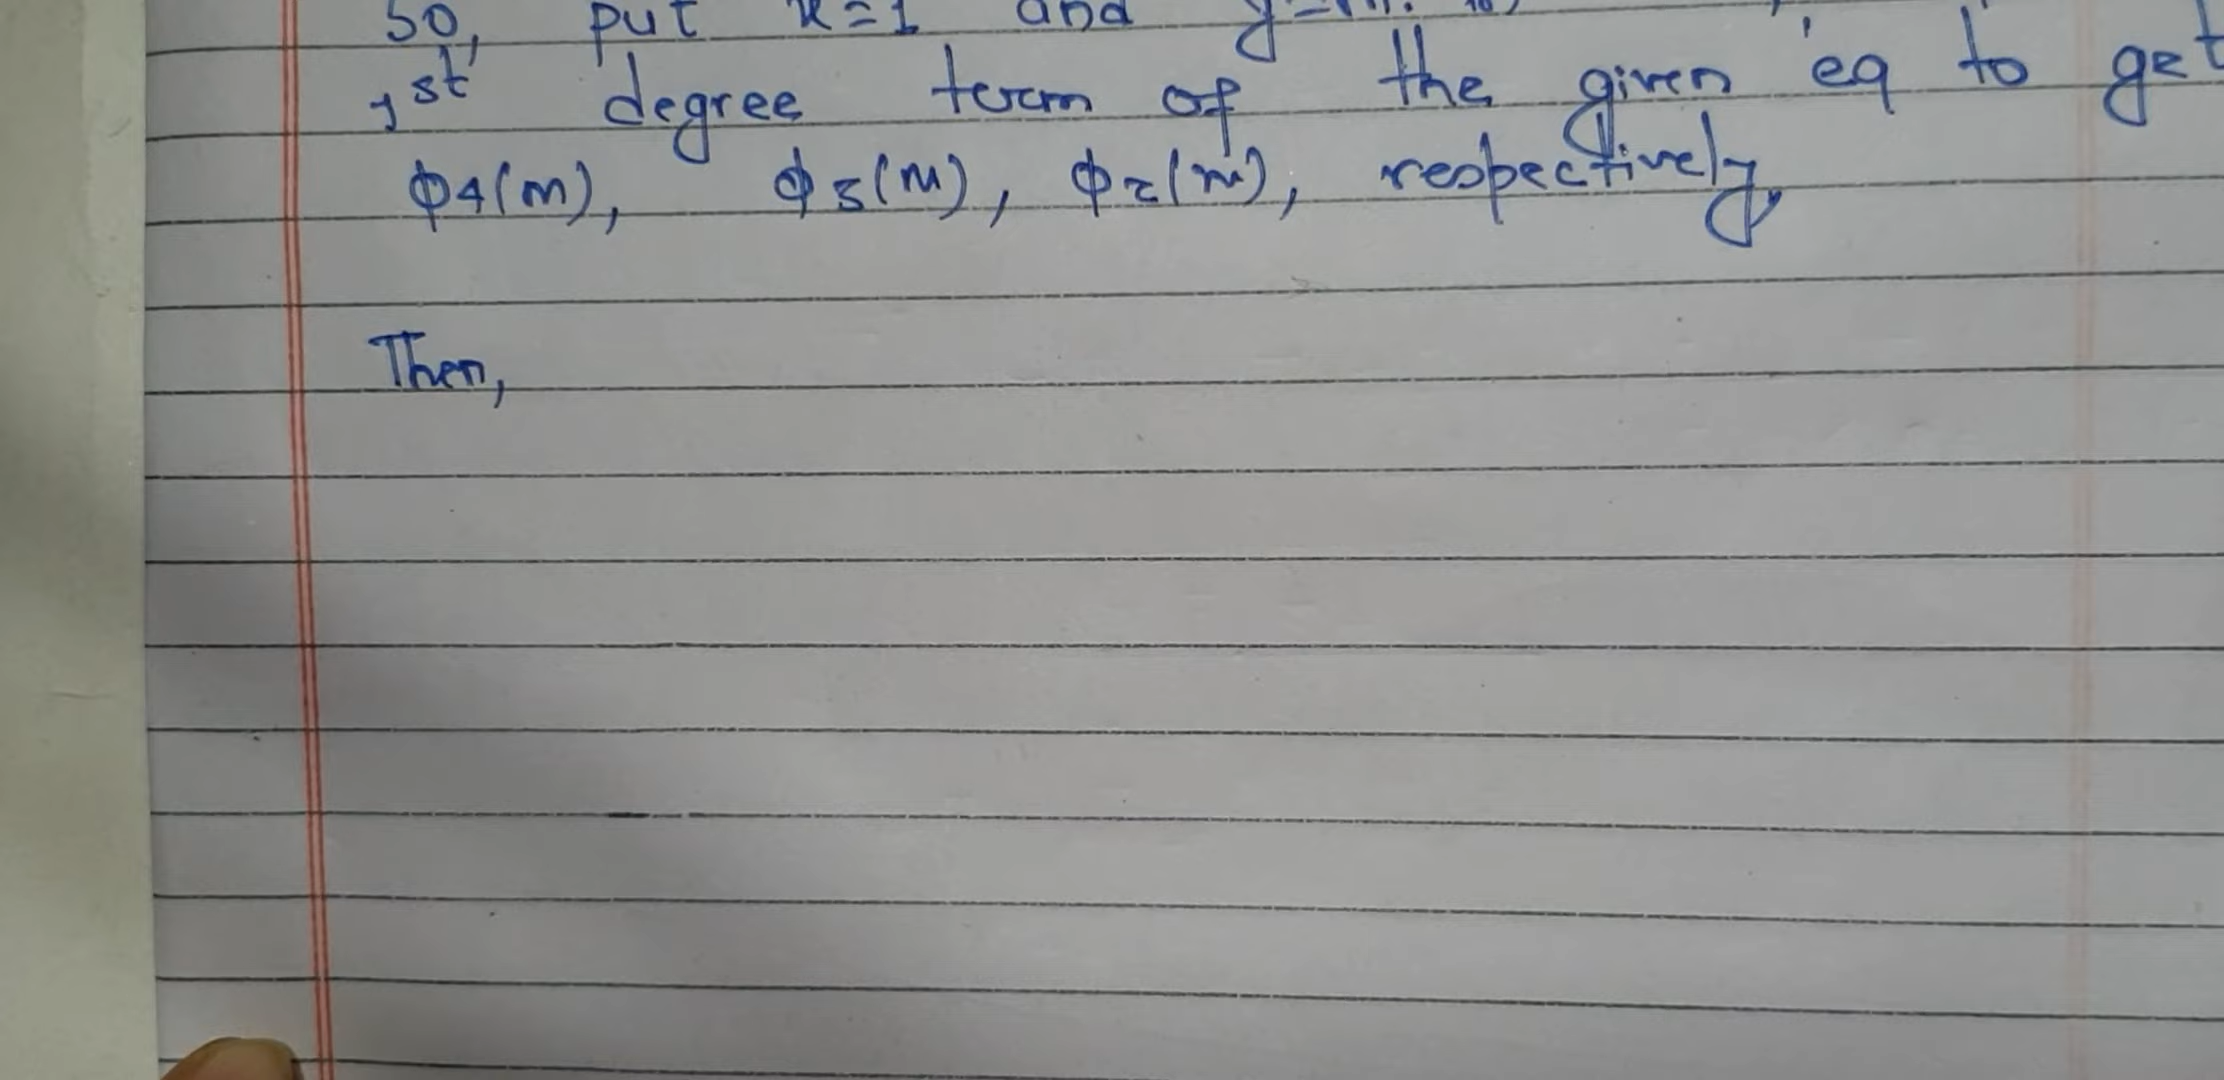 So, put x=1 and y=m
1st degree term of the given eq to get
φ4(m), φ3(m), φ2(m), respectively
Then,